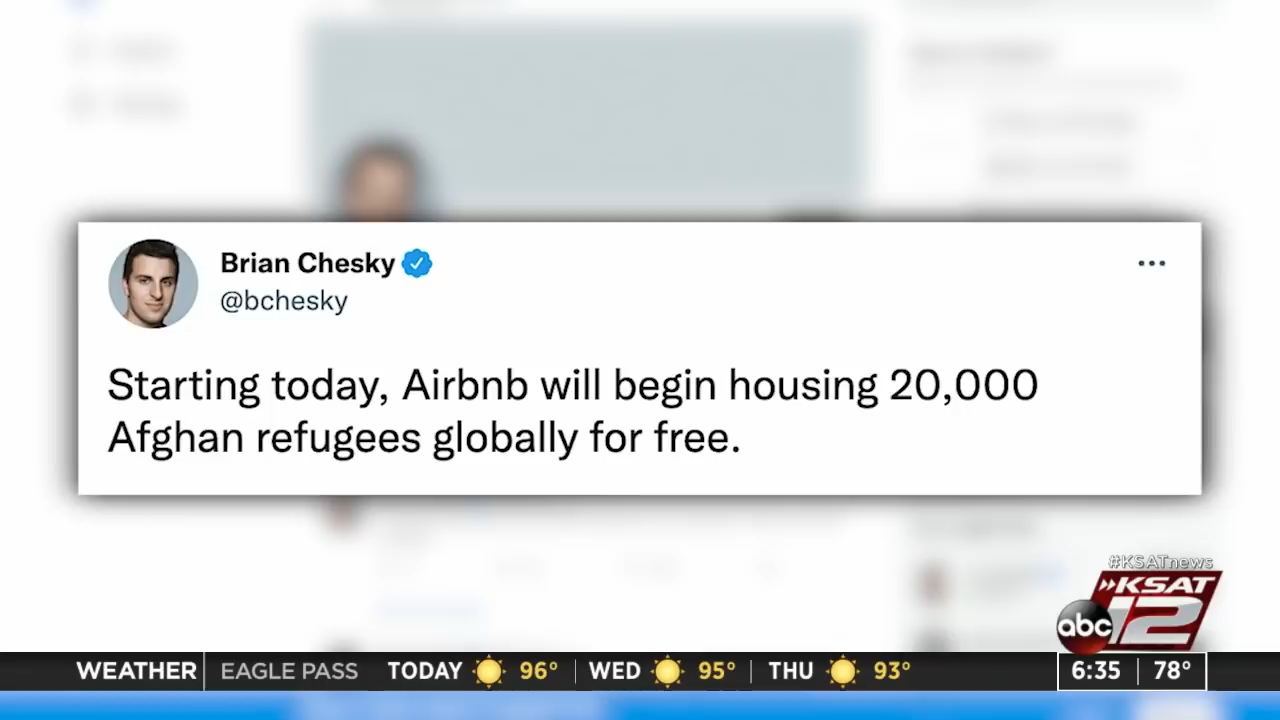 Brian Chesky
@bchesky
Starting today, Airbnb will begin housing 20,000
Afghan refugees globally for free.
#KSATnews
KSAT
abc 12
WEATHER EAGLE PASS TODAY 96° WED 95° THU 93° 6:35 78°